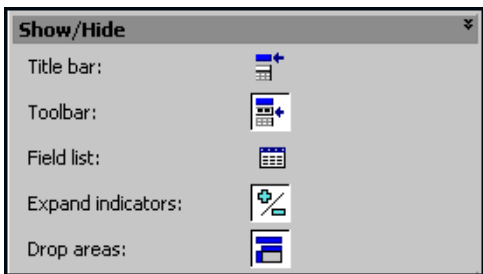 Show/Hide
Title bar:
Toolbar:
Field list:
Expand indicators:
Drop areas: